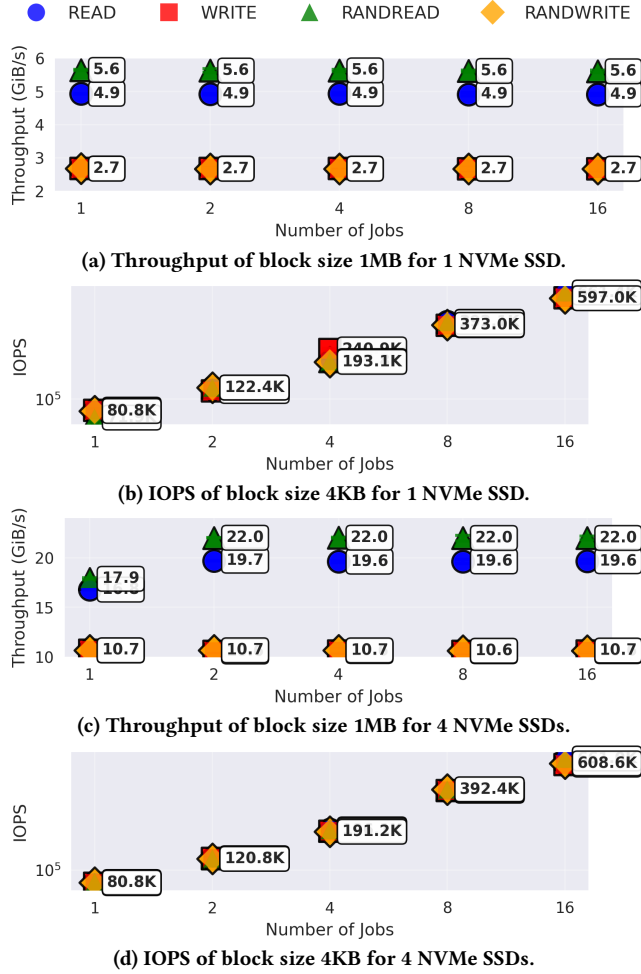 READ WRITE RANDREAD RANDWRITE
6
5
4
3
2
Throughput (GiB/s)
5.6 5.6 5.6 5.6 5.6
4.9 4.9 4.9 4.9 4.9
2.7 2.7 2.7 2.7 2.7
1 2 4 8 16
Number of Jobs
(a) Throughput of block size 1MB for 1 NVMe SSD.
IOPS
10^5
597.0K
373.0K
240.9K
193.1K
122.4K
80.8K
1 2 4 8 16
Number of Jobs
(b) IOPS of block size 4KB for 1 NVMe SSD.
Throughput (GiB/s)
20
15
10
22.0 22.0 22.0 22.0
19.7 19.6 19.6 19.6
17.9
10.7 10.7 10.7 10.6 10.7
1 2 4 8 16
Number of Jobs
(c) Throughput of block size 1MB for 4 NVMe SSDs.
IOPS
10^5
608.6K
392.4K
191.2K
120.8K
80.8K
1 2 4 8 16
Number of Jobs
(d) IOPS of block size 4KB for 4 NVMe SSDs.